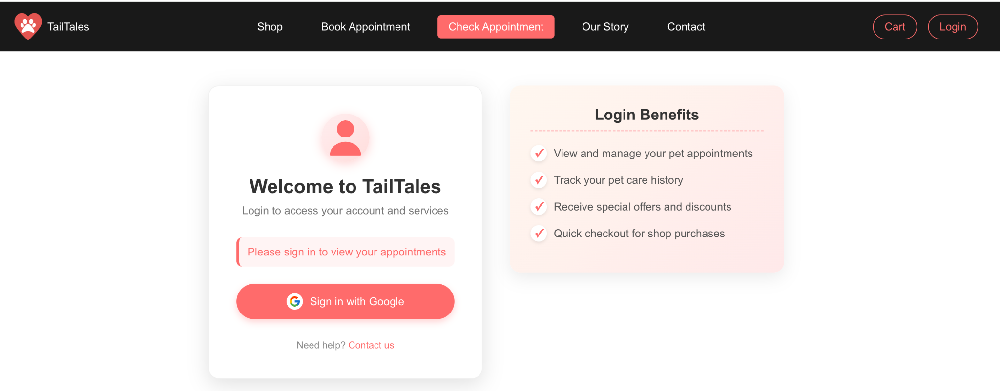 TailTales
Shop
Book Appointment
Check Appointment
Our Story
Contact
Cart
Login
Welcome to TailTales
Login to access your account and services
Please sign in to view your appointments
Sign in with Google
Need help? Contact us
Login Benefits
View and manage your pet appointments
Track your pet care history
Receive special offers and discounts
Quick checkout for shop purchases